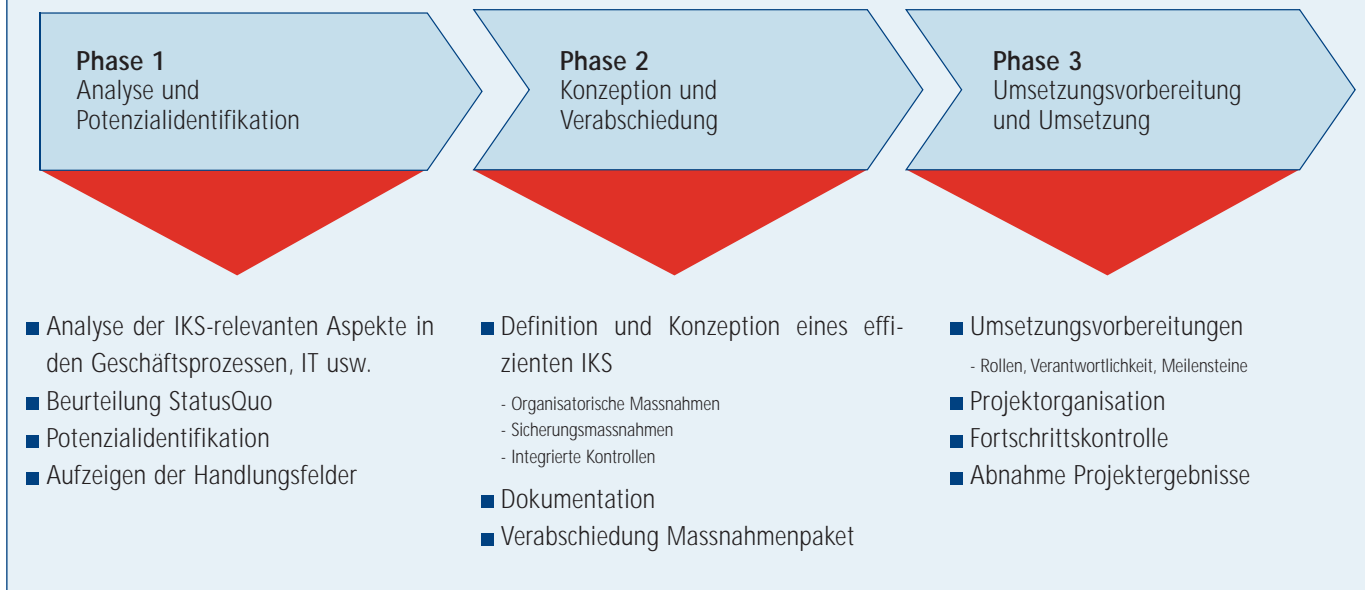 Phase 1
Analyse und
Potenzialidentifikation
Phase 2
Konzeption und
Verabschiedung
Phase 3
Umsetzungsvorbereitung
und Umsetzung
Analyse der IKS-relevanten Aspekte in
den Geschäftsprozessen, IT usw.
Beurteilung StatusQuo
Potenzialidentifikation
Aufzeigen der Handlungsfelder
Definition und Konzeption eines effi-
zienten IKS
- Organisatorische Massnahmen
- Sicherungsmassnahmen
- Integrierte Kontrollen
Dokumentation
Verabschiedung Massnahmenpaket
Umsetzungsvorbereitungen
- Rollen, Verantwortlichkeit, Meilensteine
Projektorganisation
Fortschrittskontrolle
Abnahme Projektergebnisse